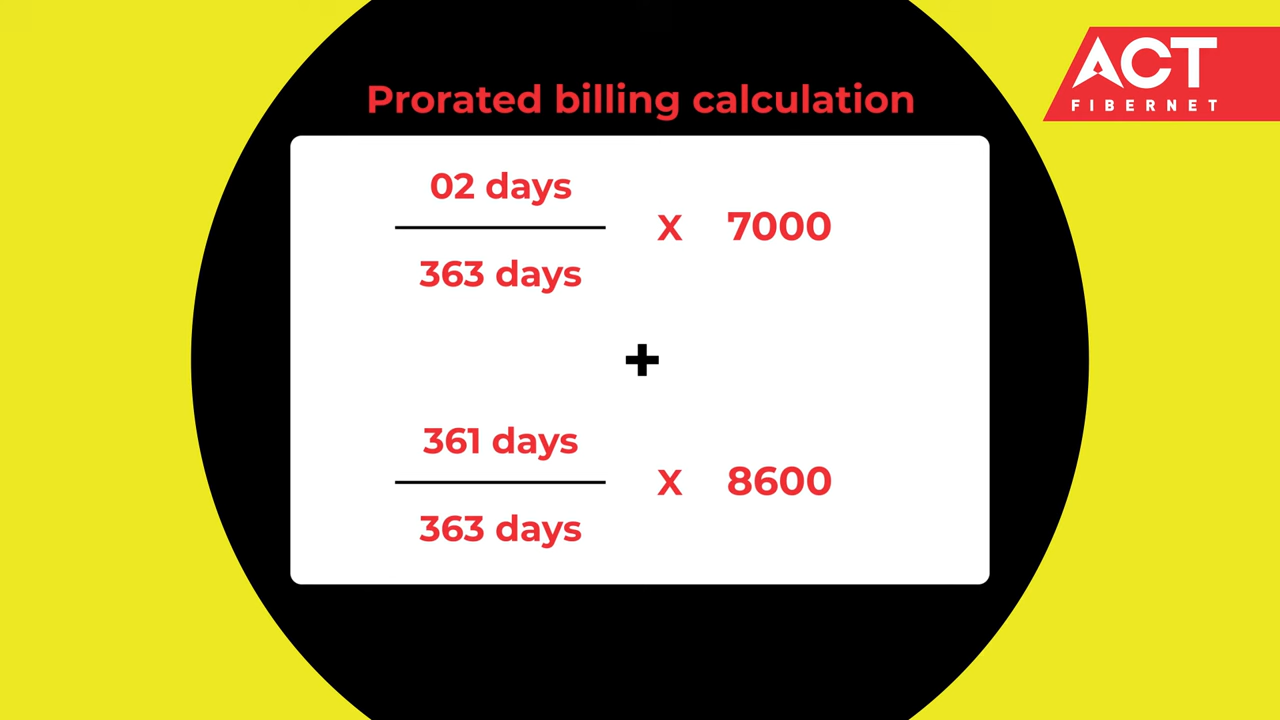 ACT
FIBERNET
Prorated billing calculation
02 days
363 days
X 7000
+
361 days
363 days
X 8600